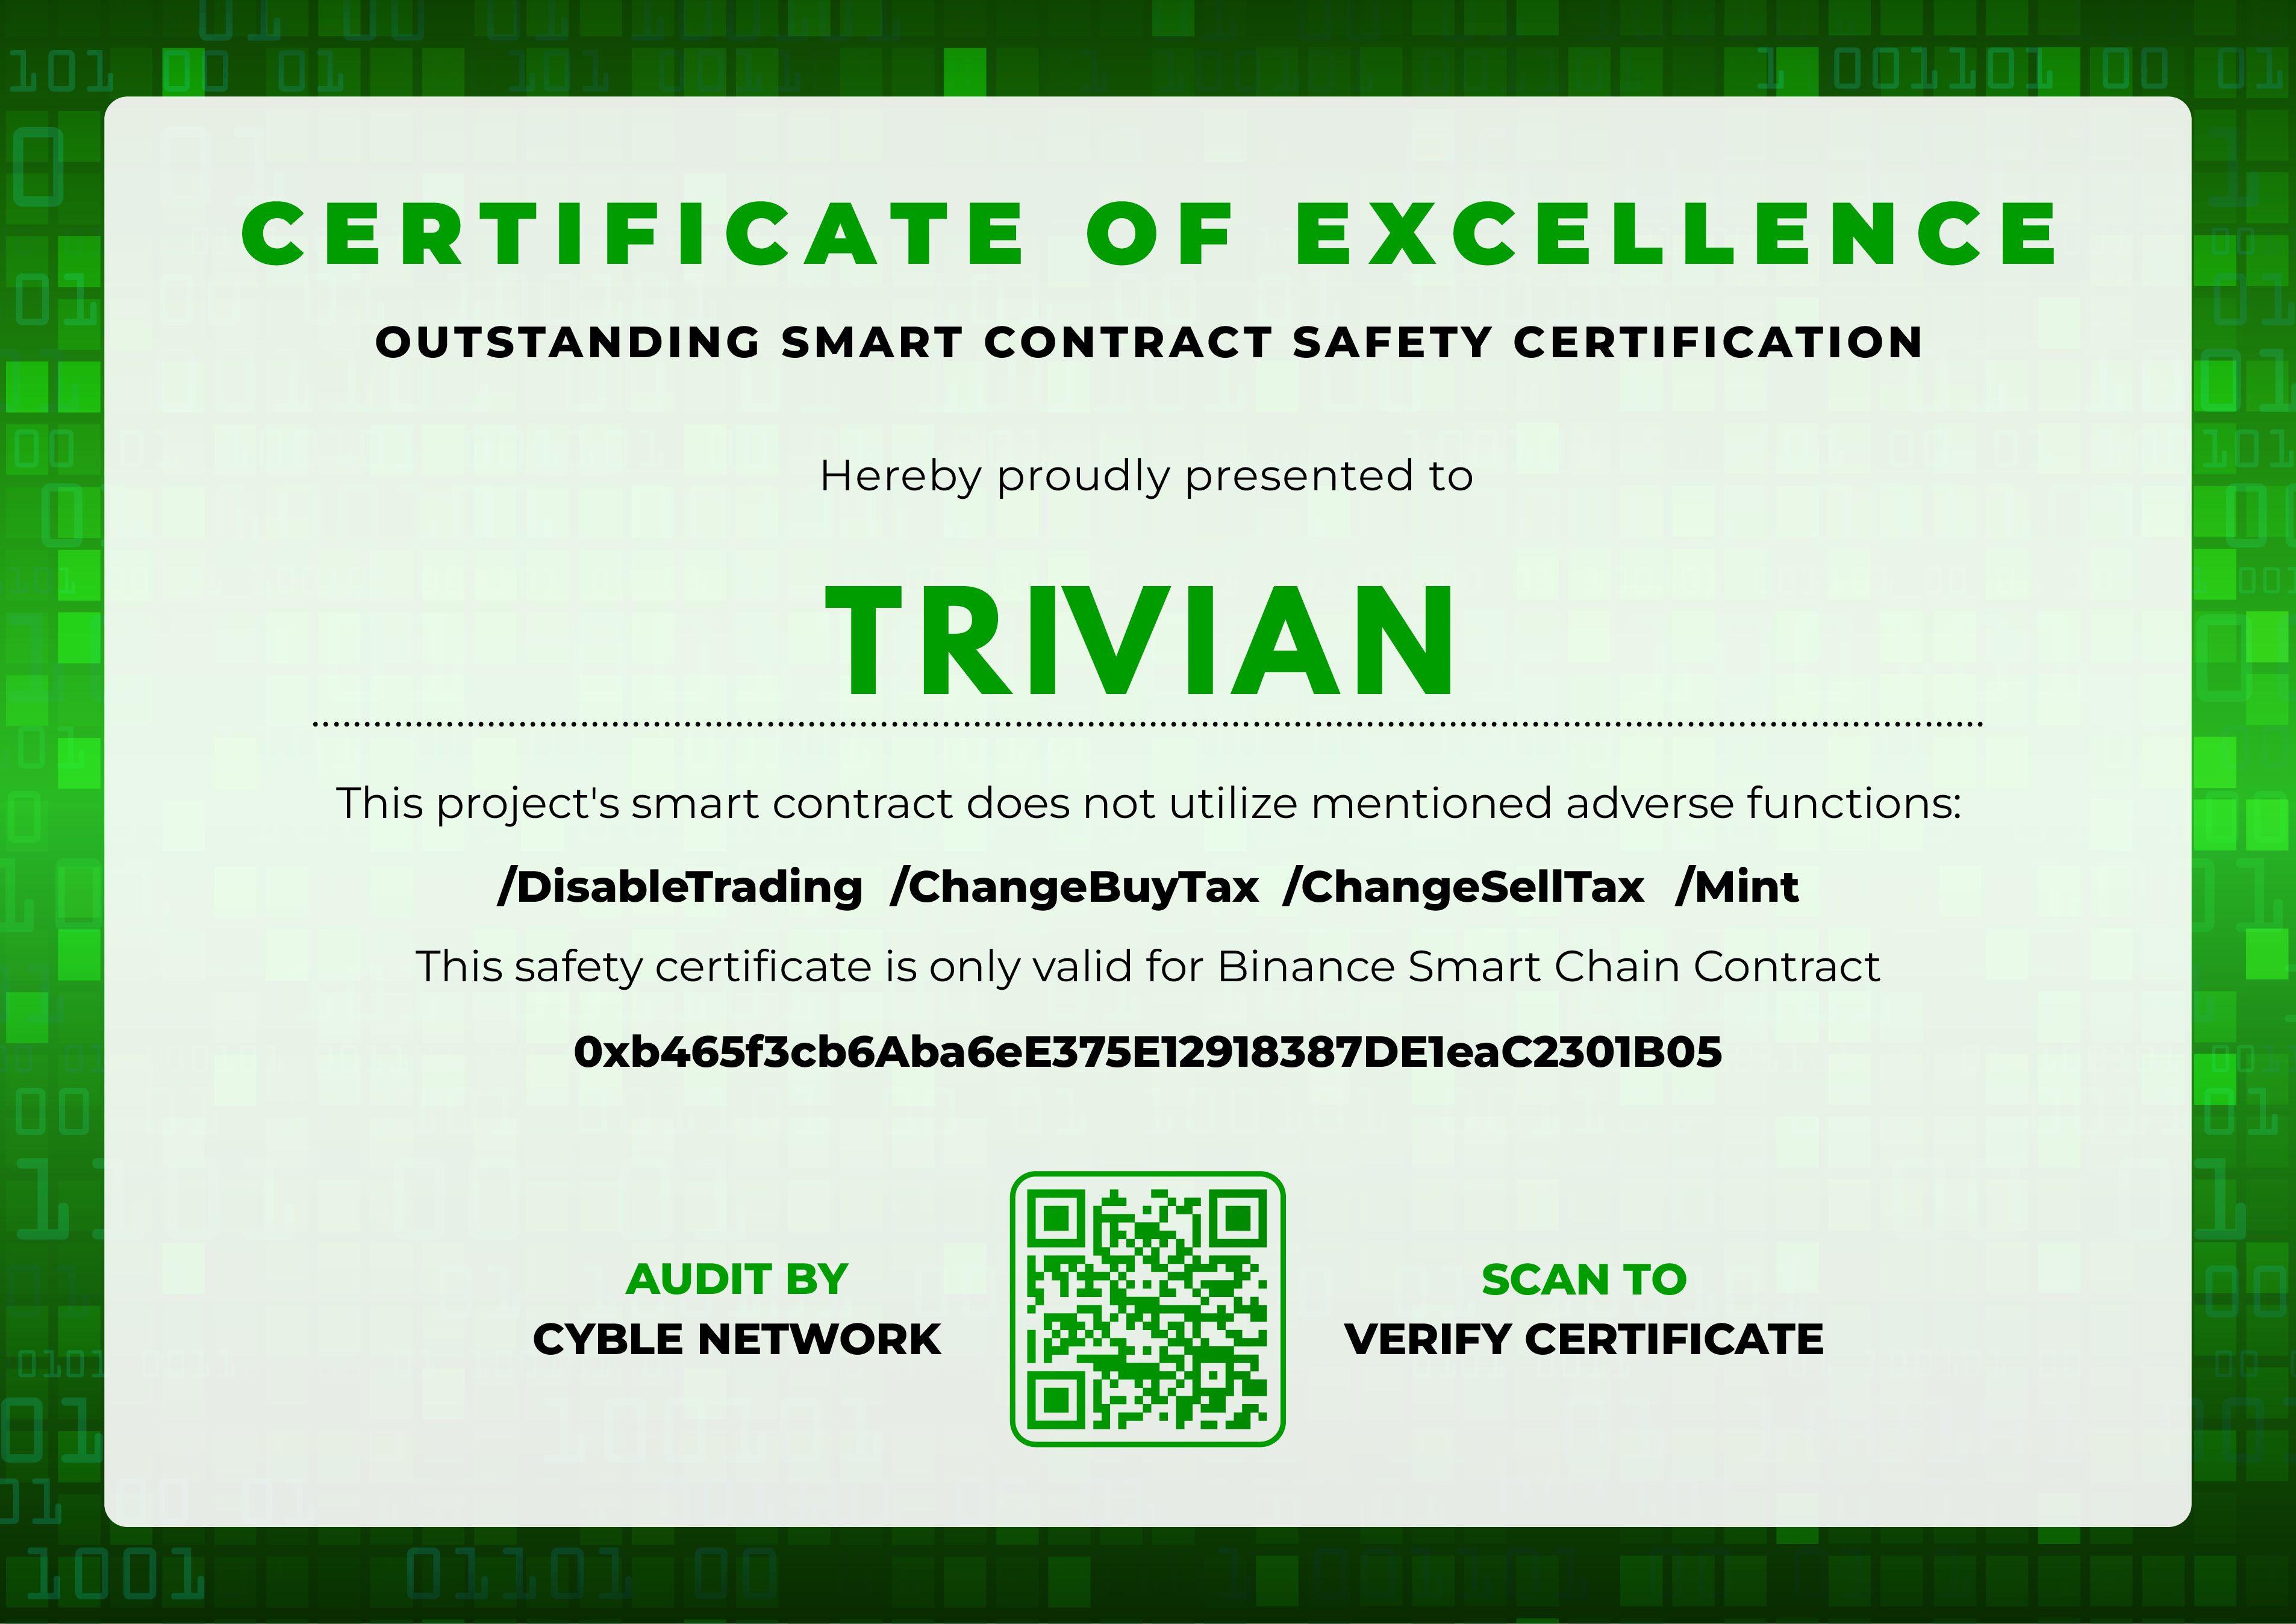 CERTIFICATE OF EXCELLENCE
OUTSTANDING SMART CONTRACT SAFETY CERTIFICATION
Hereby proudly presented to
TRIVIAN
This project's smart contract does not utilize mentioned adverse functions:
/DisableTrading /ChangeBuyTax /ChangeSellTax /Mint
This safety certificate is only valid for Binance Smart Chain Contract
0xb465f3cb6Aba6eE375E12918387DE1eaC2301B05
AUDIT BY
CYBLE NETWORK
SCAN TO
VERIFY CERTIFICATE